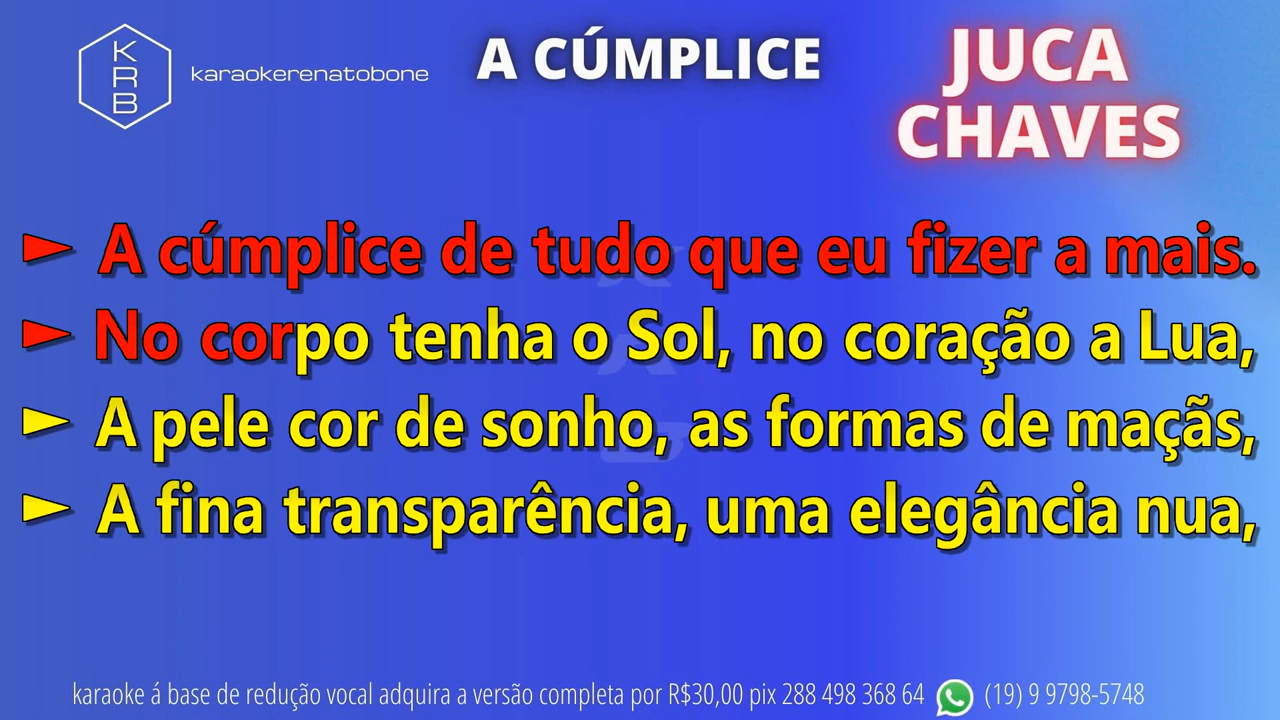 KRB
karaokerenatobone
A CÚMPLICE
JUCA
CHAVES
A cúmplice de tudo que eu fizer a mais.
No corpo tenha o Sol, no coração a Lua,
A pele cor de sonho, as formas de maçãs,
A fina transparência, uma elegância nua,
karaoke á base de redução vocal adquira a versão completa por R$30,00 pix 288 498 368 64 (19) 9 9798-5748